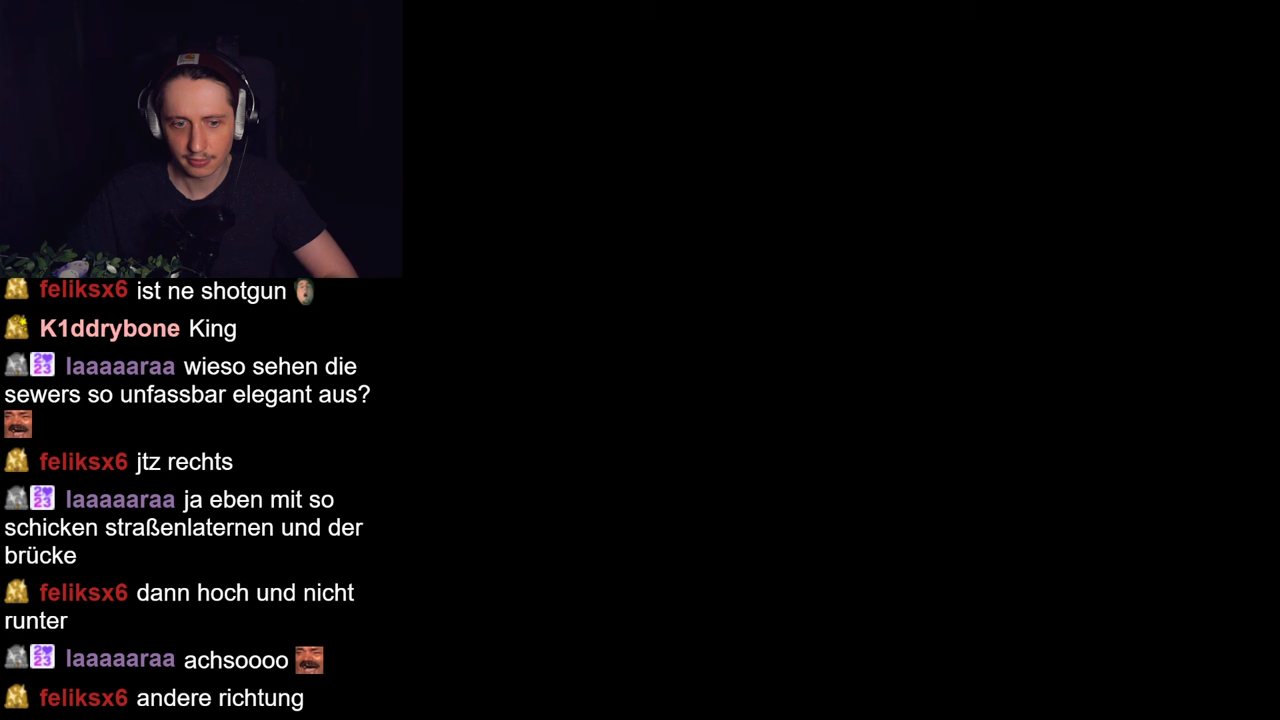 feliksx6 ist ne shotgun
K1ddrybone King
laaaaaraa wieso sehen die
sewers so unfassbar elegant aus?
feliksx6 jtz rechts
laaaaaraa ja eben mit so
schicken straßenlaternen und der
brücke
feliksx6 dann hoch und nicht
runter
laaaaaraa achsoooo
feliksx6 andere richtung